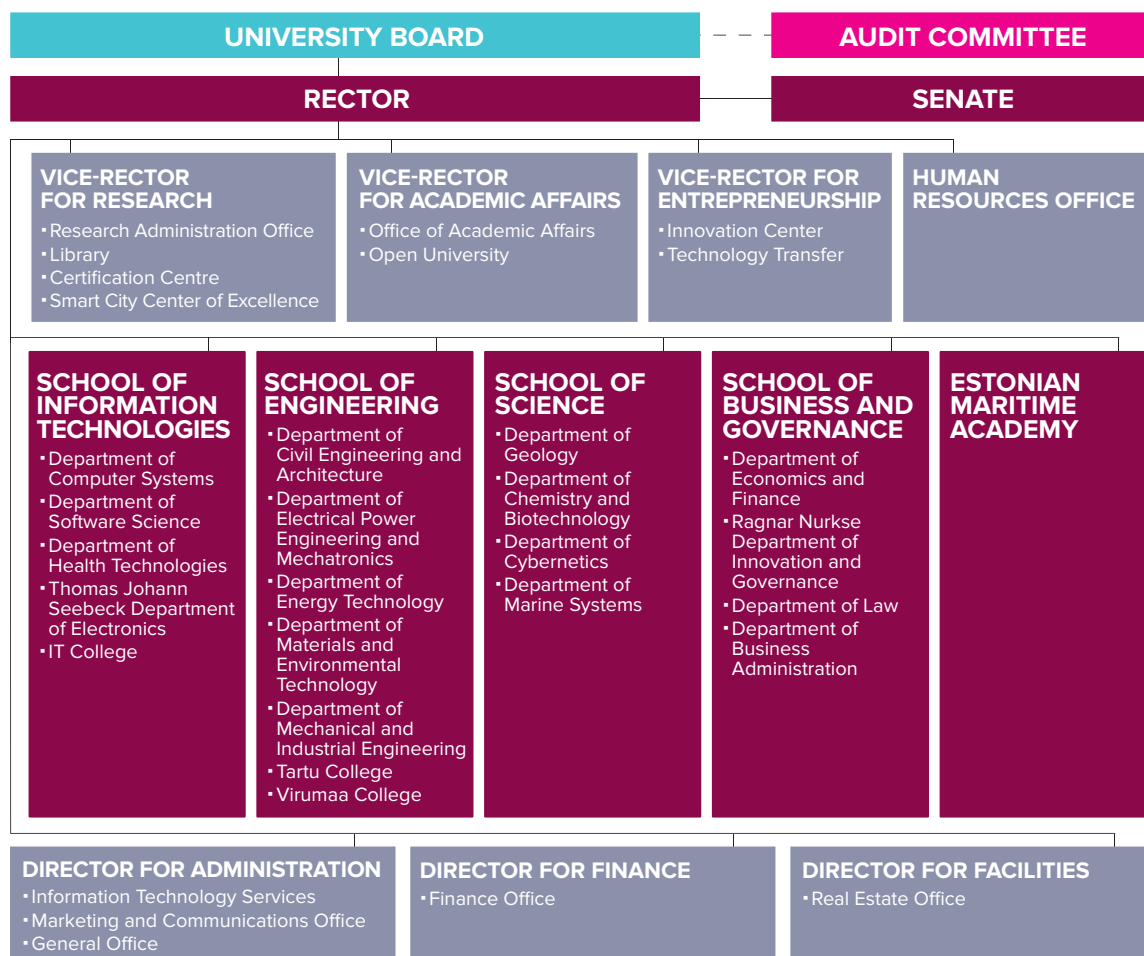 UNIVERSITY BOARD
AUDIT COMMITTEE
RECTOR
SENATE
VICE-RECTOR
FOR RESEARCH
▪ Research Administration Office
▪ Library
▪ Certification Centre
▪ Smart City Center of Excellence
VICE-RECTOR
FOR ACADEMIC AFFAIRS
▪ Office of Academic Affairs
▪ Open University
VICE-RECTOR FOR
ENTREPRENEURSHIP
▪ Innovation Center
▪ Technology Transfer
HUMAN
RESOURCES OFFICE
SCHOOL OF
INFORMATION
TECHNOLOGIES
▪ Department of
Computer Systems
▪ Department of
Software Science
▪ Department of
Health Technologies
▪ Thomas Johann
Seebeck Department
of Electronics
▪ IT College
SCHOOL OF
ENGINEERING
▪ Department of
Civil Engineering and
Architecture
▪ Department of
Electrical Power
Engineering and
Mechatronics
▪ Department of
Energy Technology
▪ Department of
Materials and
Environmental
Technology
▪ Department of
Mechanical and
Industrial Engineering
▪ Tartu College
▪ Virumaa College
SCHOOL OF
SCIENCE
▪ Department of
Geology
▪ Department of
Chemistry and
Biotechnology
▪ Department of
Cybernetics
▪ Department of
Marine Systems
SCHOOL OF
BUSINESS AND
GOVERNANCE
▪ Department of
Economics and
Finance
▪ Ragnar Nurkse
Department of
Innovation and
Governance
▪ Department of Law
▪ Department of
Business
Administration
ESTONIAN
MARITIME
ACADEMY
DIRECTOR FOR ADMINISTRATION
▪ Information Technology Services
▪ Marketing and Communications Office
▪ General Office
DIRECTOR FOR FINANCE
▪ Finance Office
DIRECTOR FOR FACILITIES
▪ Real Estate Office